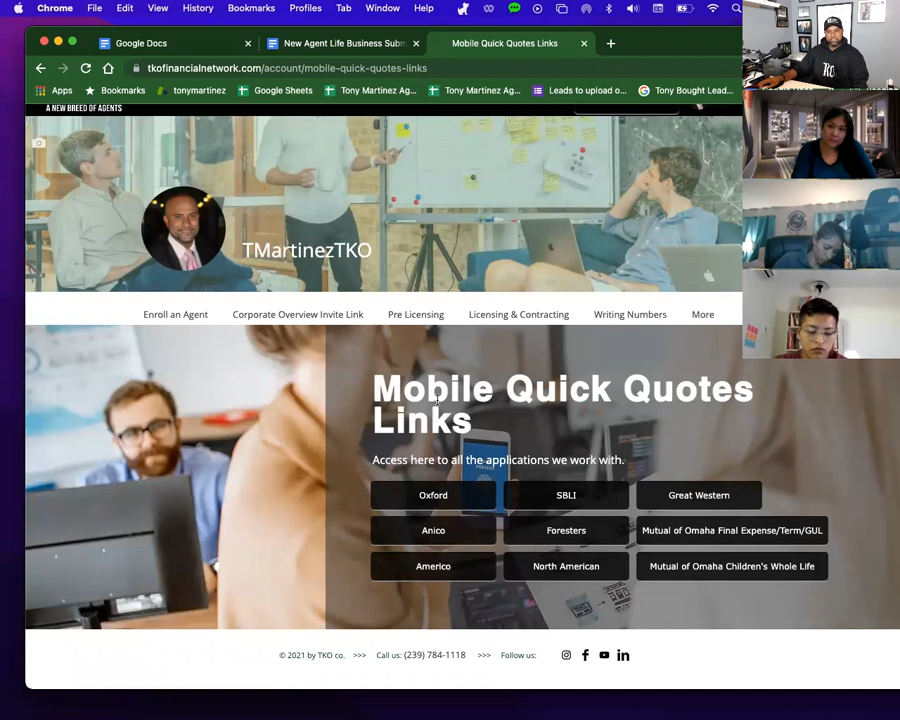 Chrome File Edit View History Bookmarks Profiles Tab Window Help
Google Docs
New Agent Life Business Subm
Mobile Quick Quotes Links
tkofinancialnetwork.com/account/mobile-quick-quotes-links
Apps Bookmarks tonymartinez Google Sheets Tony Martinez Ag... Tony Martinez Ag... Leads to upload o... Tony Bought Lead...
A NEW BREED OF AGENTS
TMartinezTKO
Enroll an Agent Corporate Overview Invite Link Pre Licensing Licensing & Contracting Writing Numbers More
Mobile Quick Quotes
Links
Access here to all the applications we work with.
Oxford SBLI Great Western
Anico Foresters Mutual of Omaha Final Expense/Term/GUL
Americo North American Mutual of Omaha Children's Whole Life
© 2021 by TKO co. >>> Call us: (239) 784-1118 >>> Follow us: